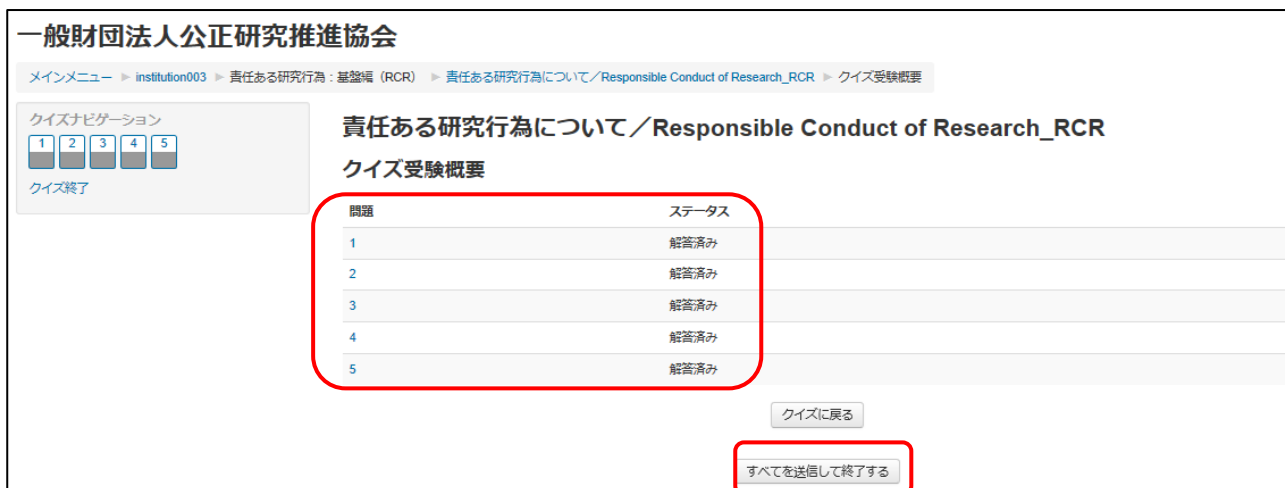 一般財団法人公正研究推進協会
メインメニュー ▶ institution003 ▶ 責任ある研究行為：基盤編（RCR） ▶ 責任ある研究行為について／Responsible Conduct of Research_RCR ▶ クイズ受験概要
クイズナビゲーション
1 2 3 4 5
クイズ終了
責任ある研究行為について／Responsible Conduct of Research_RCR
クイズ受験概要
問題 ステータス
1 解答済み
2 解答済み
3 解答済み
4 解答済み
5 解答済み
クイズに戻る
すべてを送信して終了する